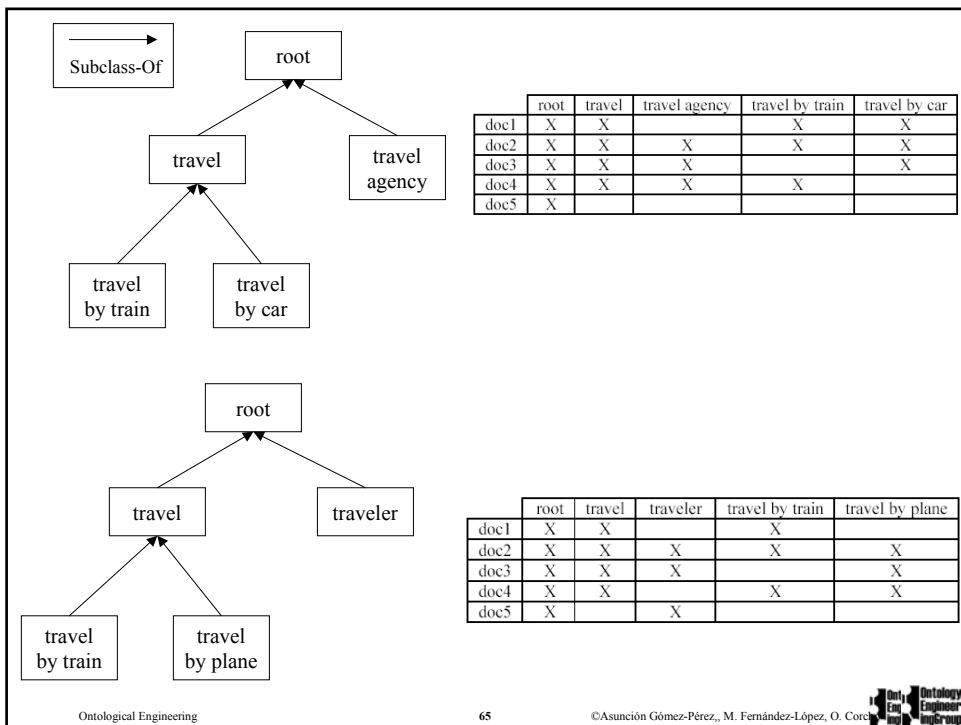 Subclass-Of
root
travel
travel
agency
travel
by train
travel
by car
root travel travel agency travel by train travel by car
doc1 X X X X
doc2 X X X X X
doc3 X X X X
doc4 X X X X
doc5 X
root
travel
traveler
travel
by train
travel
by plane
root travel traveler travel by train travel by plane
doc1 X X X
doc2 X X X X X
doc3 X X X X
doc4 X X X X
doc5 X X
Ontological Engineering
65
©Asunción Gómez-Pérez,, M. Fernández-López, O.
Ontology
Engineer
ingGroup